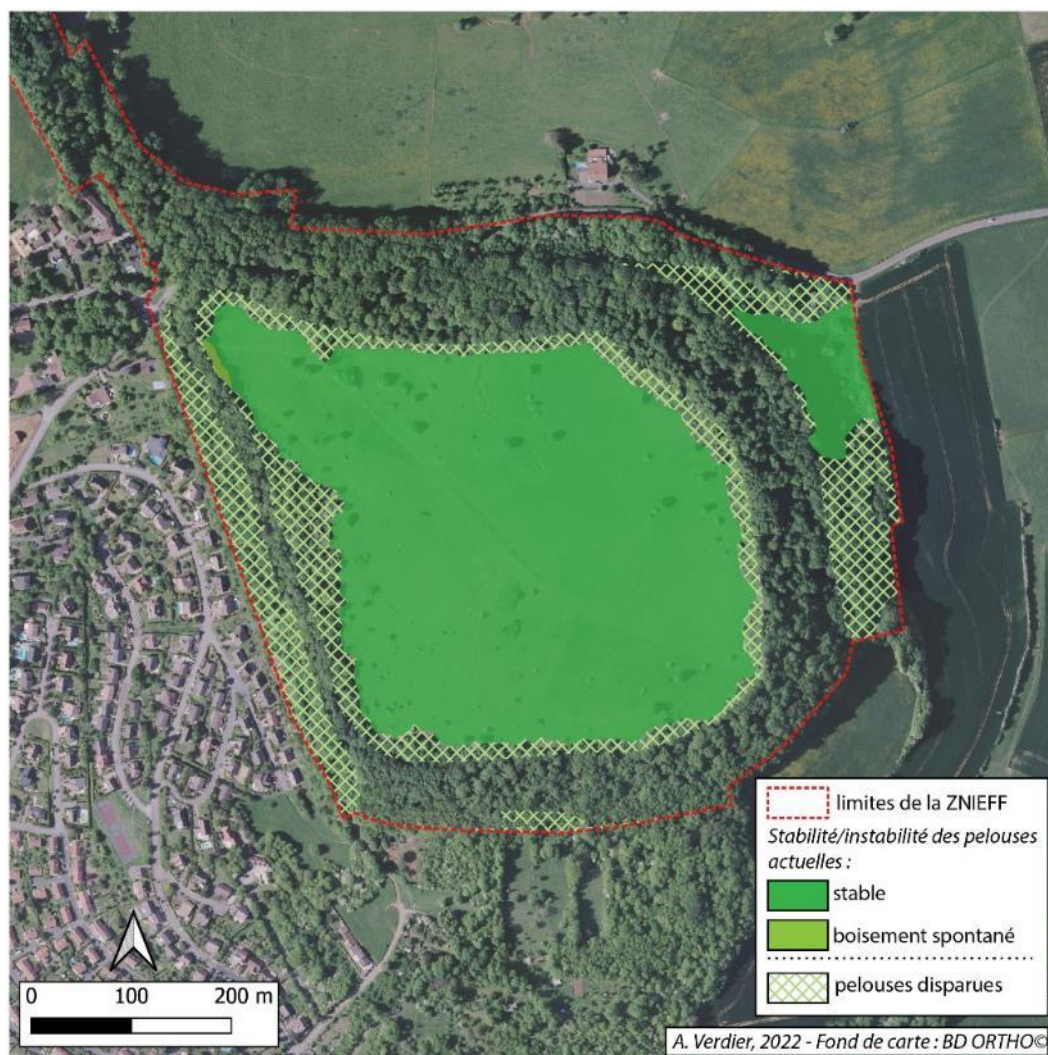 limites de la ZNIEFF
Stabilité/instabilité des pelouses
actuelles :
stable
boisement spontané
pelouses disparues
0 100 200 m
A. Verdier, 2022 - Fond de carte : BD ORTHO©